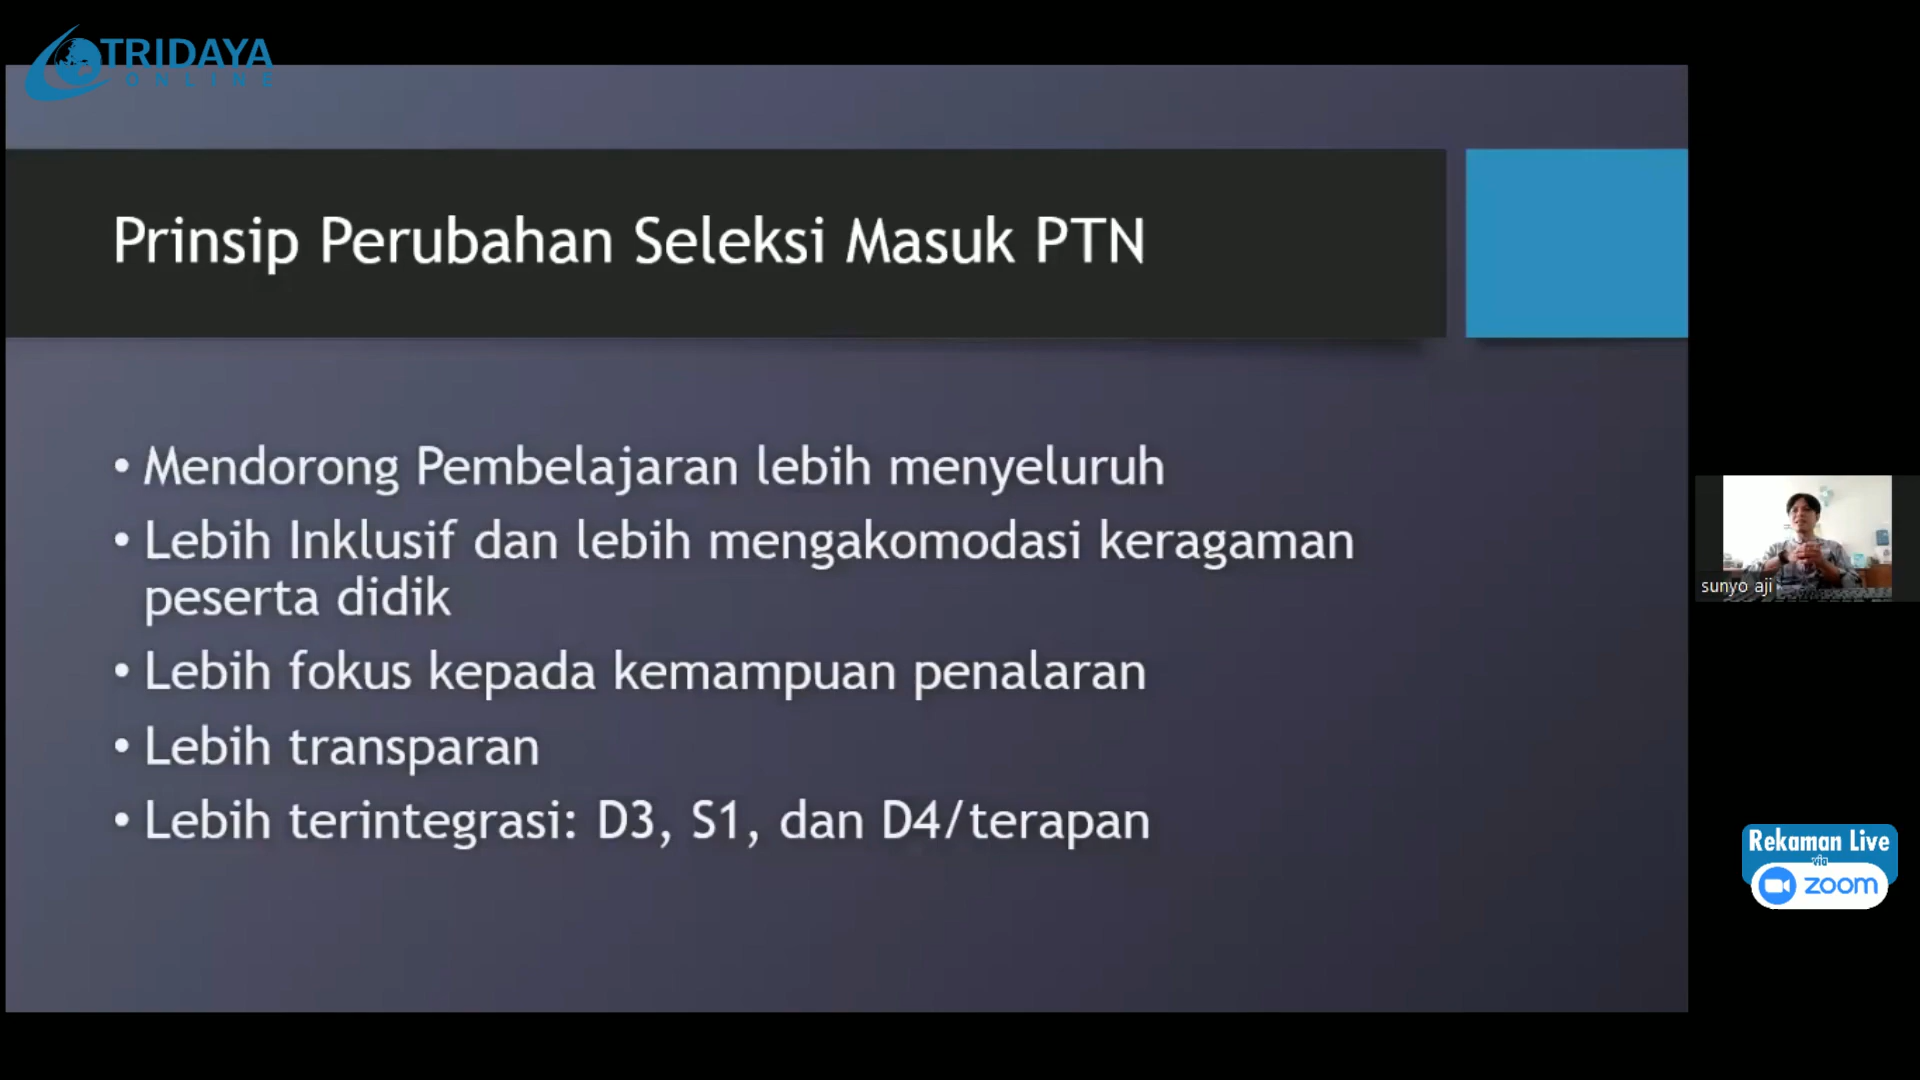 TRIDAYA
ONLINE
Prinsip Perubahan Seleksi Masuk PTN
• Mendorong Pembelajaran lebih menyeluruh
• Lebih Inklusif dan lebih mengakomodasi keragaman
peserta didik
• Lebih fokus kepada kemampuan penalaran
• Lebih transparan
• Lebih terintegrasi: D3, S1, dan D4/terapan
sunyo aji
Rekaman Live
via
zoom